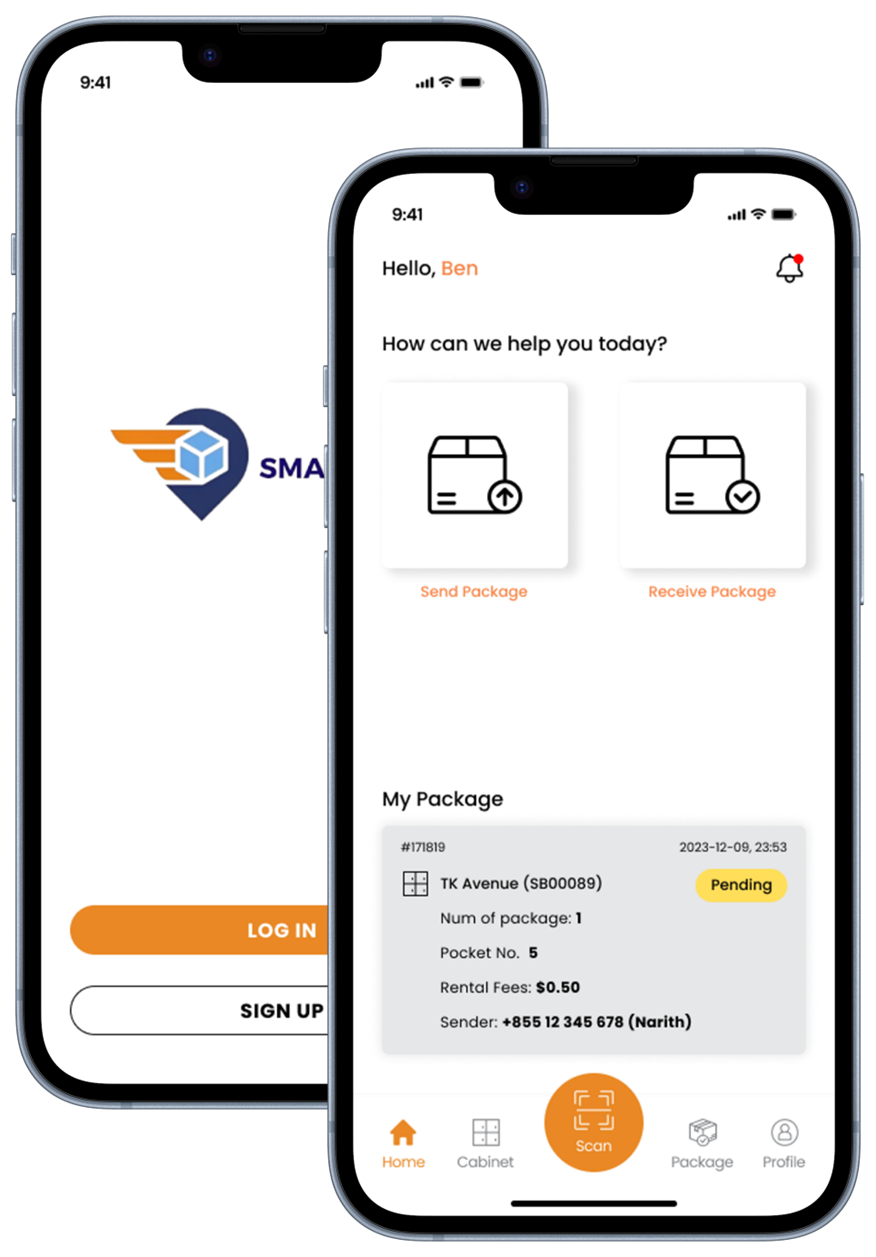 9:41
SMA
LOG IN
SIGN UP
9:41
Hello, Ben
How can we help you today?
Send Package
Receive Package
My Package
#171819 2023-12-09, 23:53
TK Avenue (SB00089) Pending
Num of package: 1
Pocket No. 5
Rental Fees: $0.50
Sender: +855 12 345 678 (Narith)
Home Cabinet Scan Package Profile